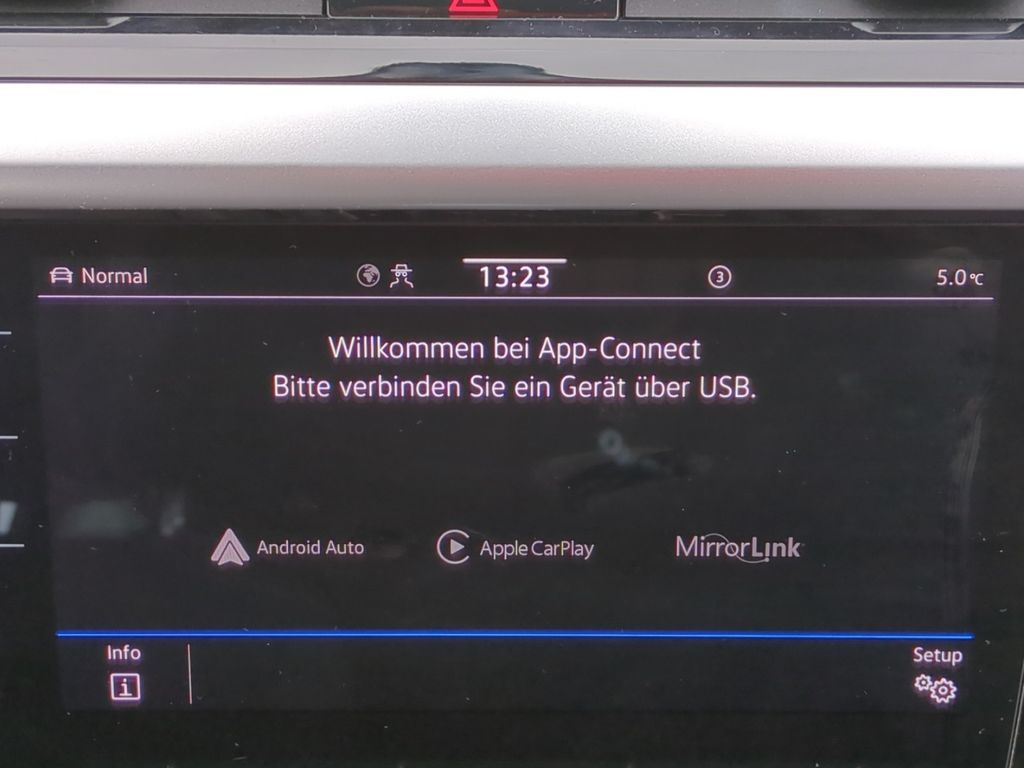 Normal
13:23
3
5.0°C
Willkommen bei App-Connect
Bitte verbinden Sie ein Gerät über USB.
Android Auto
Apple CarPlay
MirrorLink
Info
i
Setup